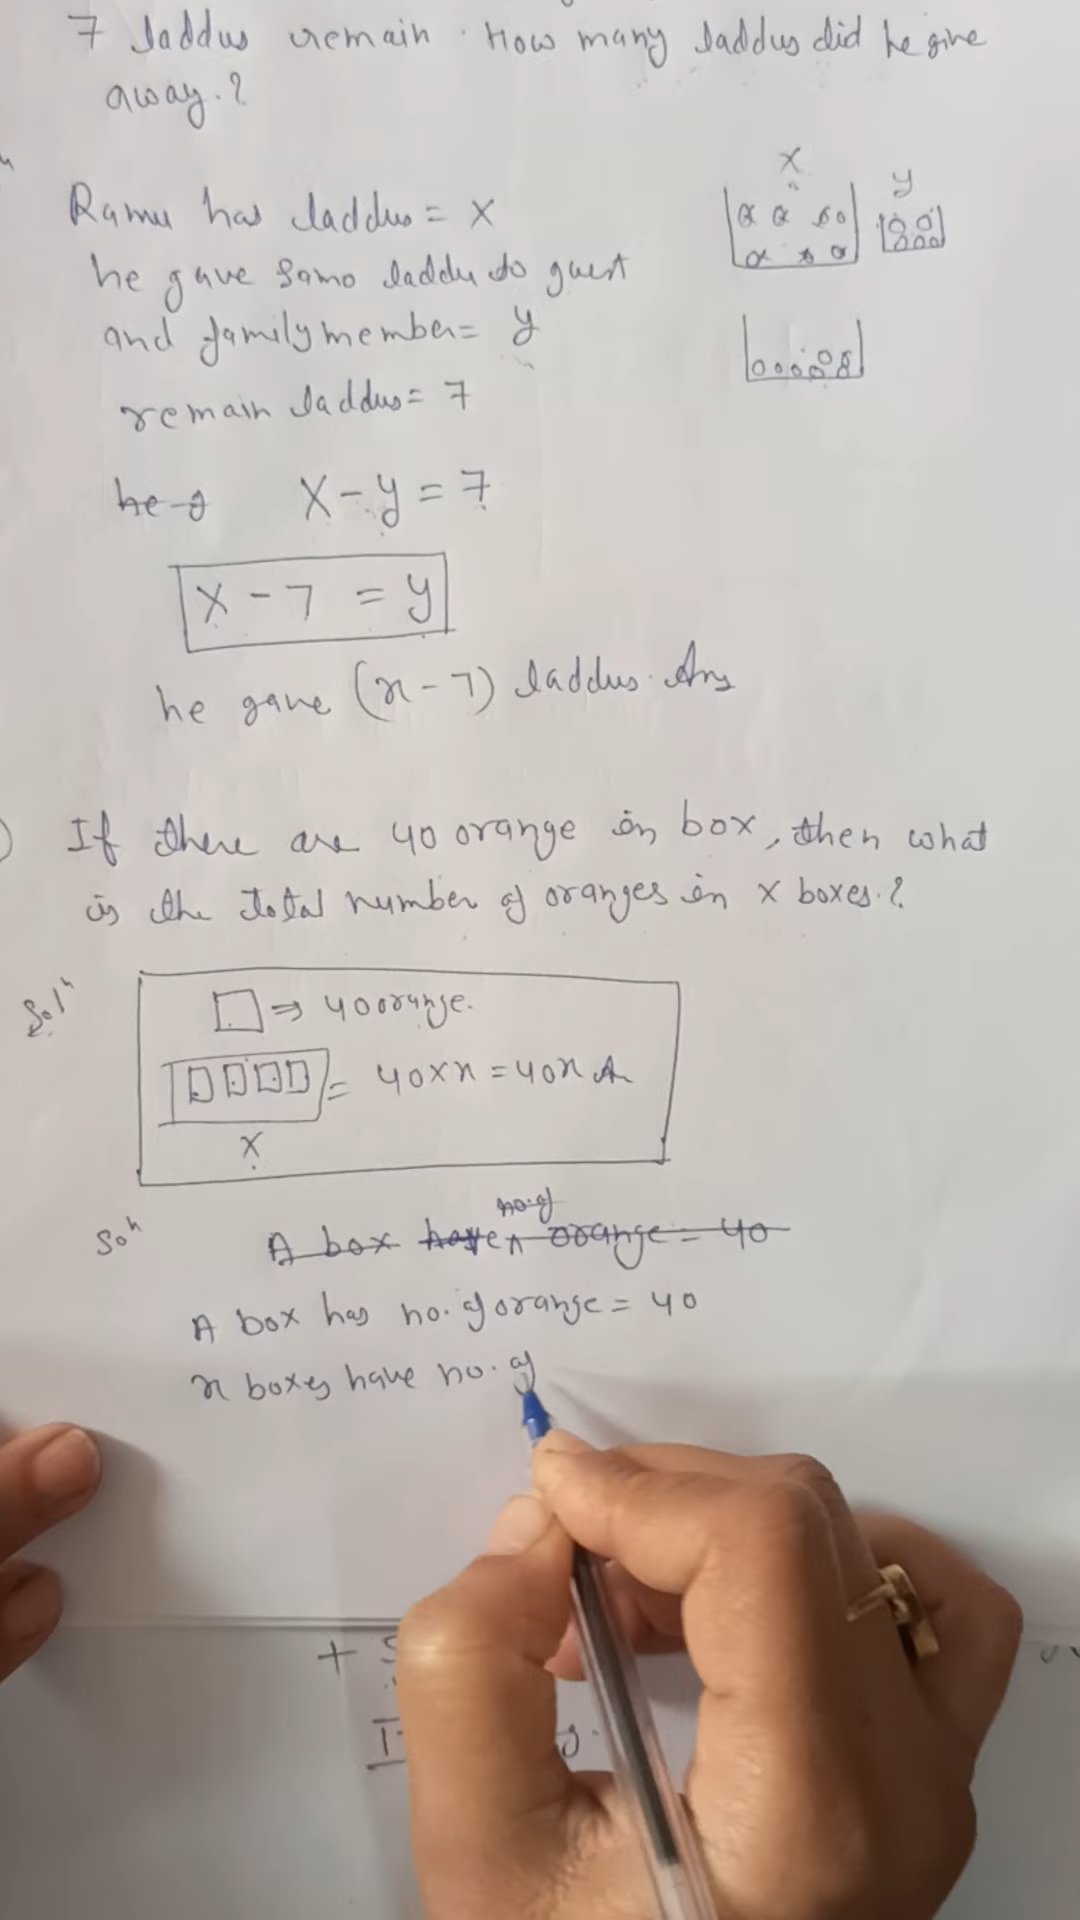 7 laddus remain. How many laddus did he give
away.?
x
y
Ramu has laddus = x
he gave some laddu to guest
and family member = y
remain laddus = 7
he g x - y = 7
x - 7 = y
he gave (x - 7) laddus. Ans
If there are 40 orange in box, then what
is the total number of oranges in x boxes.?
Solⁿ
□ ⇒ 40 orange.
= 40 x x = 40x A
x
Soⁿ
no. of
A box have ∧ orange = 40
A box has no. of orange = 40
x boxes have no. of
+